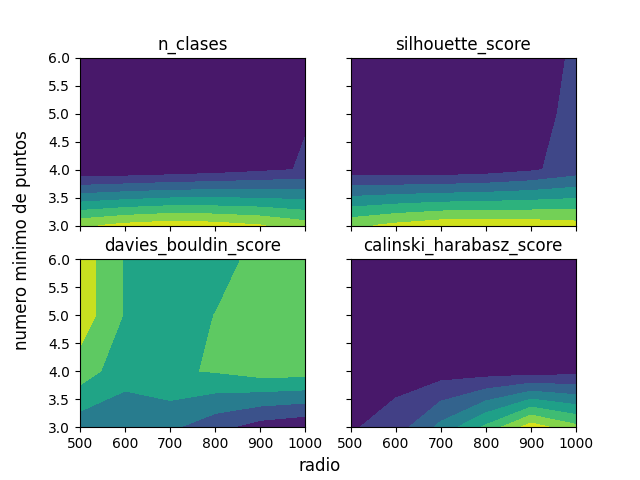 n_clases
silhouette_score
6.0
5.5
5.0
4.5
4.0
3.5
3.0
davies_bouldin_score
calinski_harabasz_score
6.0
5.5
5.0
4.5
4.0
3.5
3.0
500 600 700 800 900 1000
500 600 700 800 900 1000
numero minimo de puntos
radio